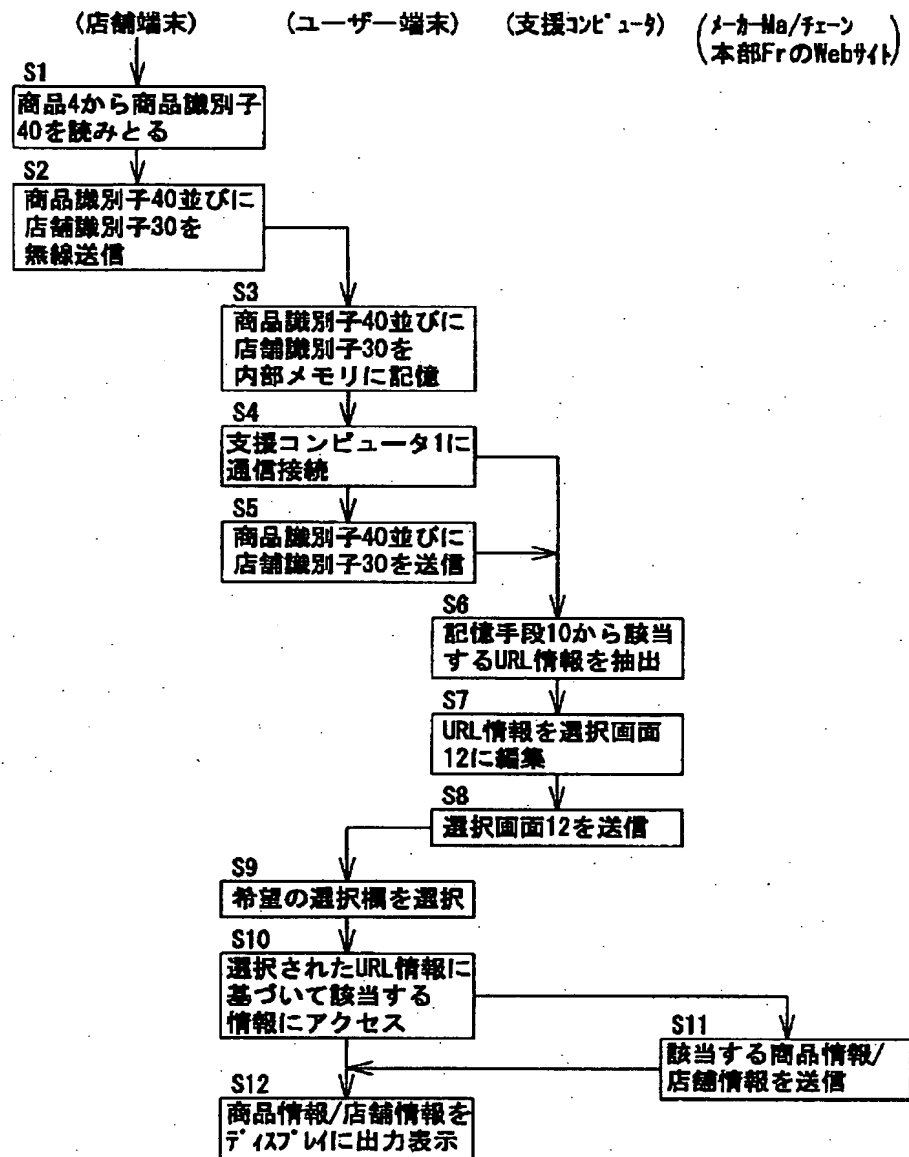 (店舗端末)
(ユーザー端末)
(支援コンピュータ)
(メーカーMa/チェーン
本部FrのWebサイト)
S1
商品4から商品識別子
40を読みとる
S2
商品識別子40並びに
店舗識別子30を
無線送信
S3
商品識別子40並びに
店舗識別子30を
内部メモリに記憶
S4
支援コンピュータ1に
通信接続
S5
商品識別子40並びに
店舗識別子30を送信
S6
記憶手段10から該当
するURL情報を抽出
S7
URL情報を選択画面
12に編集
S8
選択画面12を送信
S9
希望の選択欄を選択
S10
選択されたURL情報に
基づいて該当する
情報にアクセス
S11
該当する商品情報/
店舗情報を送信
S12
商品情報/店舗情報を
ディスプレイに出力表示